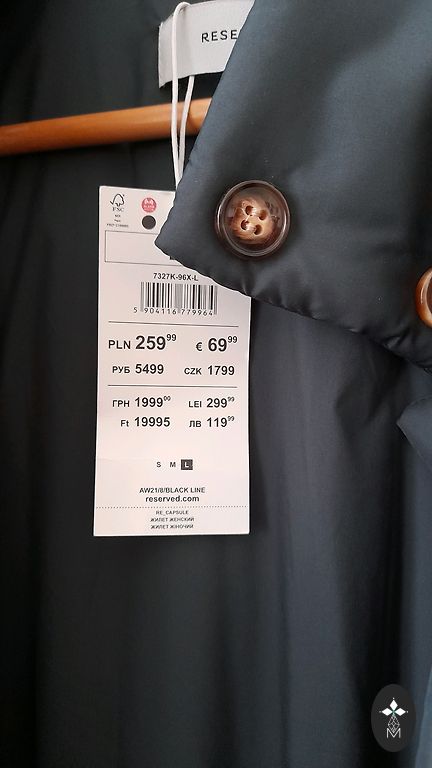 RESE
FSC
7327K-96X-L
5 904116 779964
PLN 259⁹⁹ € 69⁹⁹
РУБ 5499 CZK 1799
ГРН 1999⁰⁰ LEI 299⁹⁹
Ft 19995 ЛВ 119⁹⁹
S M L
AW21/8/BLACK LINE
reserved.com
RE_CAPSULE
ЖИЛЕТ ЖЕНСКИЙ
ЖИЛЕТ ЖІНОЧИЙ
M